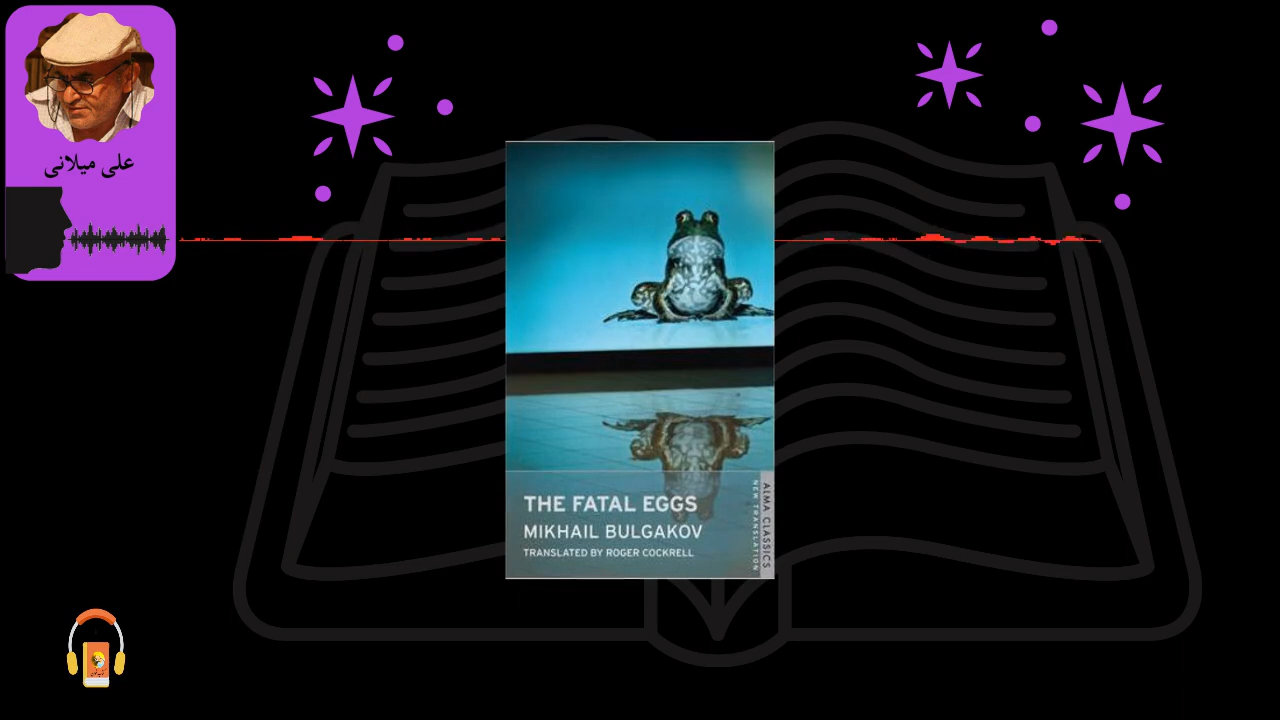 علی میلانی
THE FATAL EGGS
MIKHAIL BULGAKOV
TRANSLATED BY ROGER COCKRELL
ALMA CLASSICS
NEW TRANSLATION